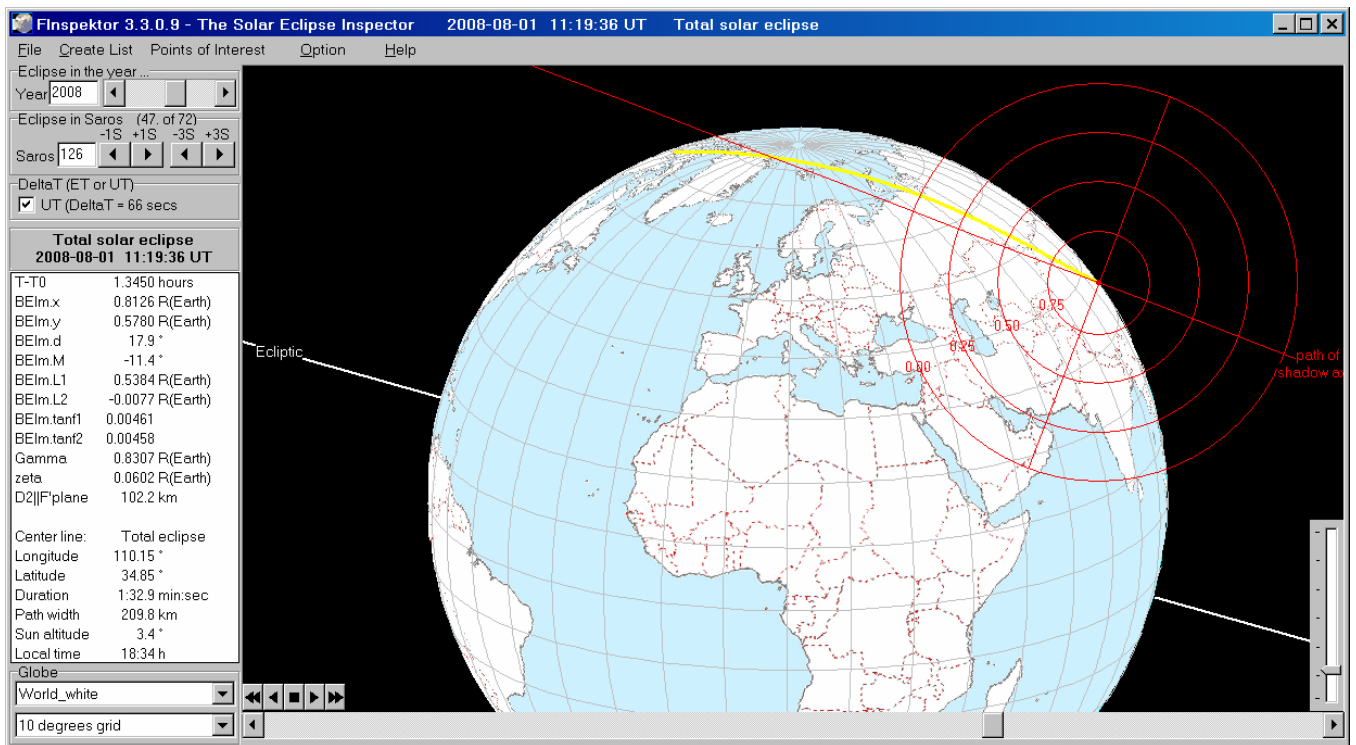 FInspektor 3.3.0.9 - The Solar Eclipse Inspector 2008-08-01 11:19:36 UT Total solar eclipse
File Create List Points of Interest Option Help
Eclipse in the year ...
Year 2008
Eclipse in Saros (47. of 72)
-1S +1S -3S +3S
Saros 126
DeltaT (ET or UT)
UT (DeltaT = 66 secs
Total solar eclipse
2008-08-01 11:19:36 UT
T-T0 1.3450 hours
BElm.x 0.8126 R(Earth)
BElm.y 0.5780 R(Earth)
BElm.d 17.9 °
BElm.M -11.4 °
BElm.L1 0.5384 R(Earth)
BElm.L2 -0.0077 R(Earth)
BElm.tanf1 0.00461
BElm.tanf2 0.00458
Gamma 0.8307 R(Earth)
zeta 0.0602 R(Earth)
D2||F'plane 102.2 km
Center line: Total eclipse
Longitude 110.15 °
Latitude 34.85 °
Duration 1:32.9 min:sec
Path width 209.8 km
Sun altitude 3.4 °
Local time 18:34 h
Globe
World_white
10 degrees grid
Ecliptic
0.75
0.50
0.25
0.00
path of
shadow ax